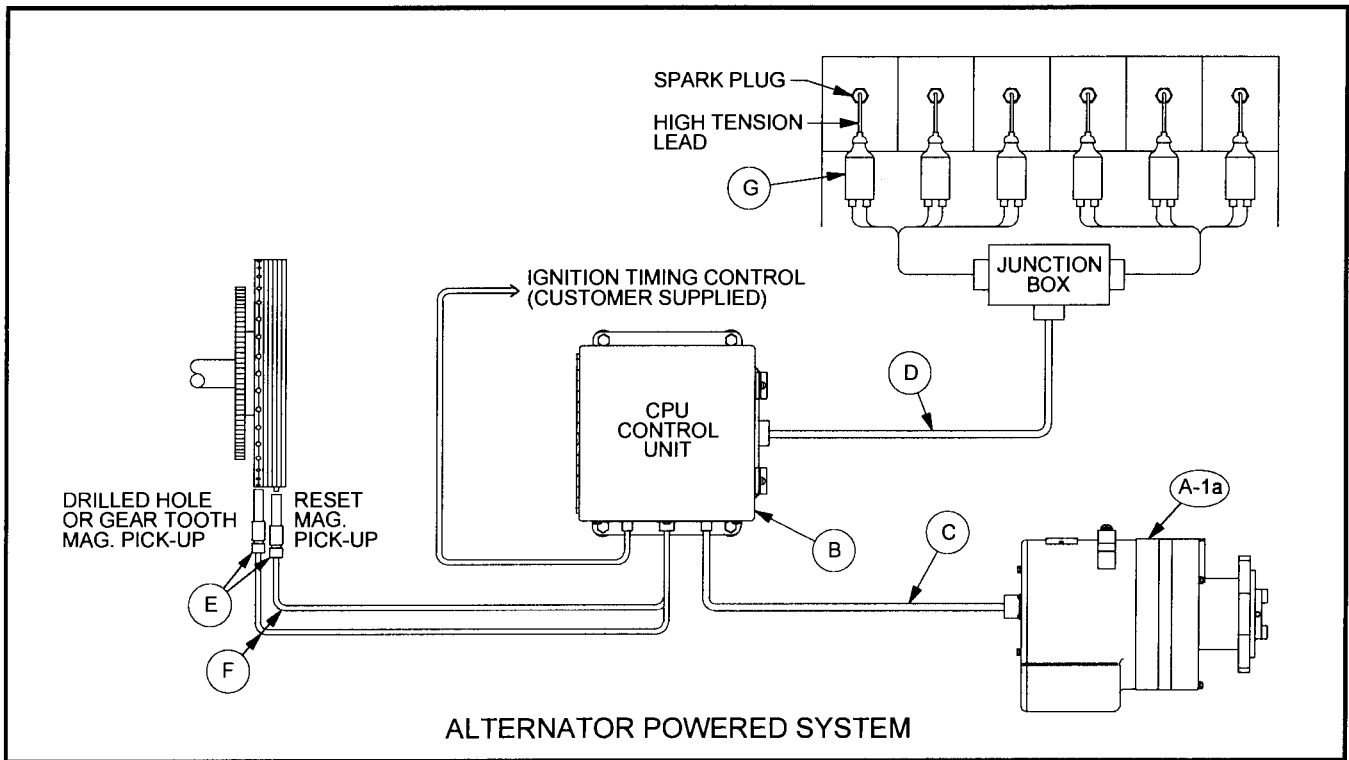 SPARK PLUG
HIGH TENSION
LEAD
G
JUNCTION
BOX
IGNITION TIMING CONTROL
(CUSTOMER SUPPLIED)
D
CPU
CONTROL
UNIT
A-1a
DRILLED HOLE
OR GEAR TOOTH
MAG. PICK-UP
RESET
MAG.
PICK-UP
B
C
E
F
ALTERNATOR POWERED SYSTEM